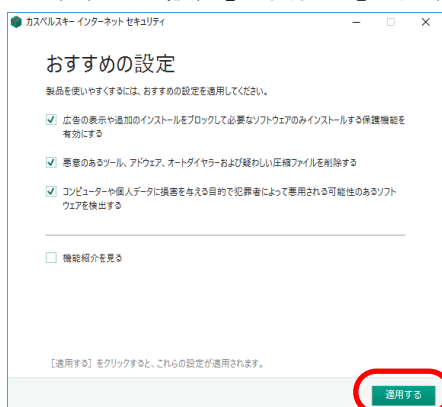 カスペルスキー インターネット セキュリティ
おすすめの設定
製品を使いやすくするには、おすすめの設定を適用してください。
広告の表示や追加のインストールをブロックして必要なソフトウェアのみインストールする保護機能を
有効にする
悪意のあるツール、アドウェア、オートダイヤラーおよび疑わしい圧縮ファイルを削除する
コンピューターや個人データに損害を与える目的で犯罪者によって悪用される可能性のあるソフト
ウェアを検出する
機能紹介を見る
［適用する］をクリックすると、これらの設定が適用されます。
適用する